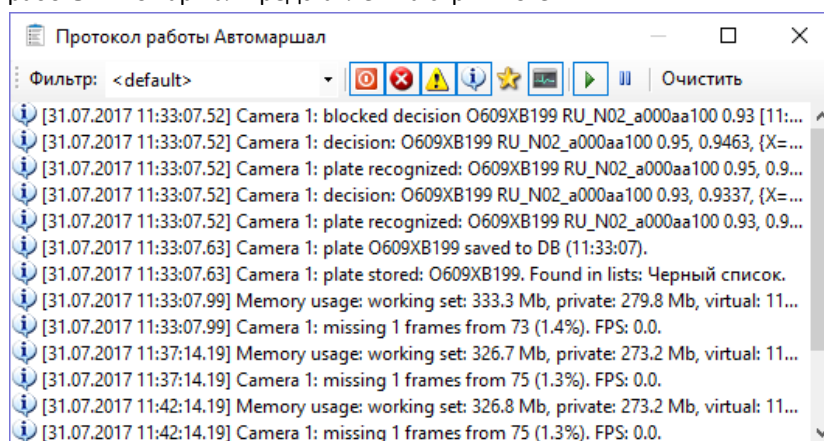 Протокол работы Автомаршал
Фильтр: <default> Очистить
[31.07.2017 11:33:07.52] Camera 1: blocked decision O609XB199 RU_N02_a000aa100 0.93 [11:...
[31.07.2017 11:33:07.52] Camera 1: decision: O609XB199 RU_N02_a000aa100 0.95, 0.9463, {X=...
[31.07.2017 11:33:07.52] Camera 1: plate recognized: O609XB199 RU_N02_a000aa100 0.95, 0.9...
[31.07.2017 11:33:07.52] Camera 1: decision: O609XB199 RU_N02_a000aa100 0.93, 0.9337, {X=...
[31.07.2017 11:33:07.52] Camera 1: plate recognized: O609XB199 RU_N02_a000aa100 0.93, 0.9...
[31.07.2017 11:33:07.63] Camera 1: plate O609XB199 saved to DB (11:33:07).
[31.07.2017 11:33:07.63] Camera 1: plate stored: O609XB199. Found in lists: Черный список.
[31.07.2017 11:33:07.99] Memory usage: working set: 333.3 Mb, private: 279.8 Mb, virtual: 11...
[31.07.2017 11:33:07.99] Camera 1: missing 1 frames from 73 (1.4%). FPS: 0.0.
[31.07.2017 11:37:14.19] Memory usage: working set: 326.7 Mb, private: 273.2 Mb, virtual: 11...
[31.07.2017 11:37:14.19] Camera 1: missing 1 frames from 75 (1.3%). FPS: 0.0.
[31.07.2017 11:42:14.19] Memory usage: working set: 326.8 Mb, private: 273.2 Mb, virtual: 11...
[31.07.2017 11:42:14.19] Camera 1: missing 1 frames from 75 (1.3%). FPS: 0.0.